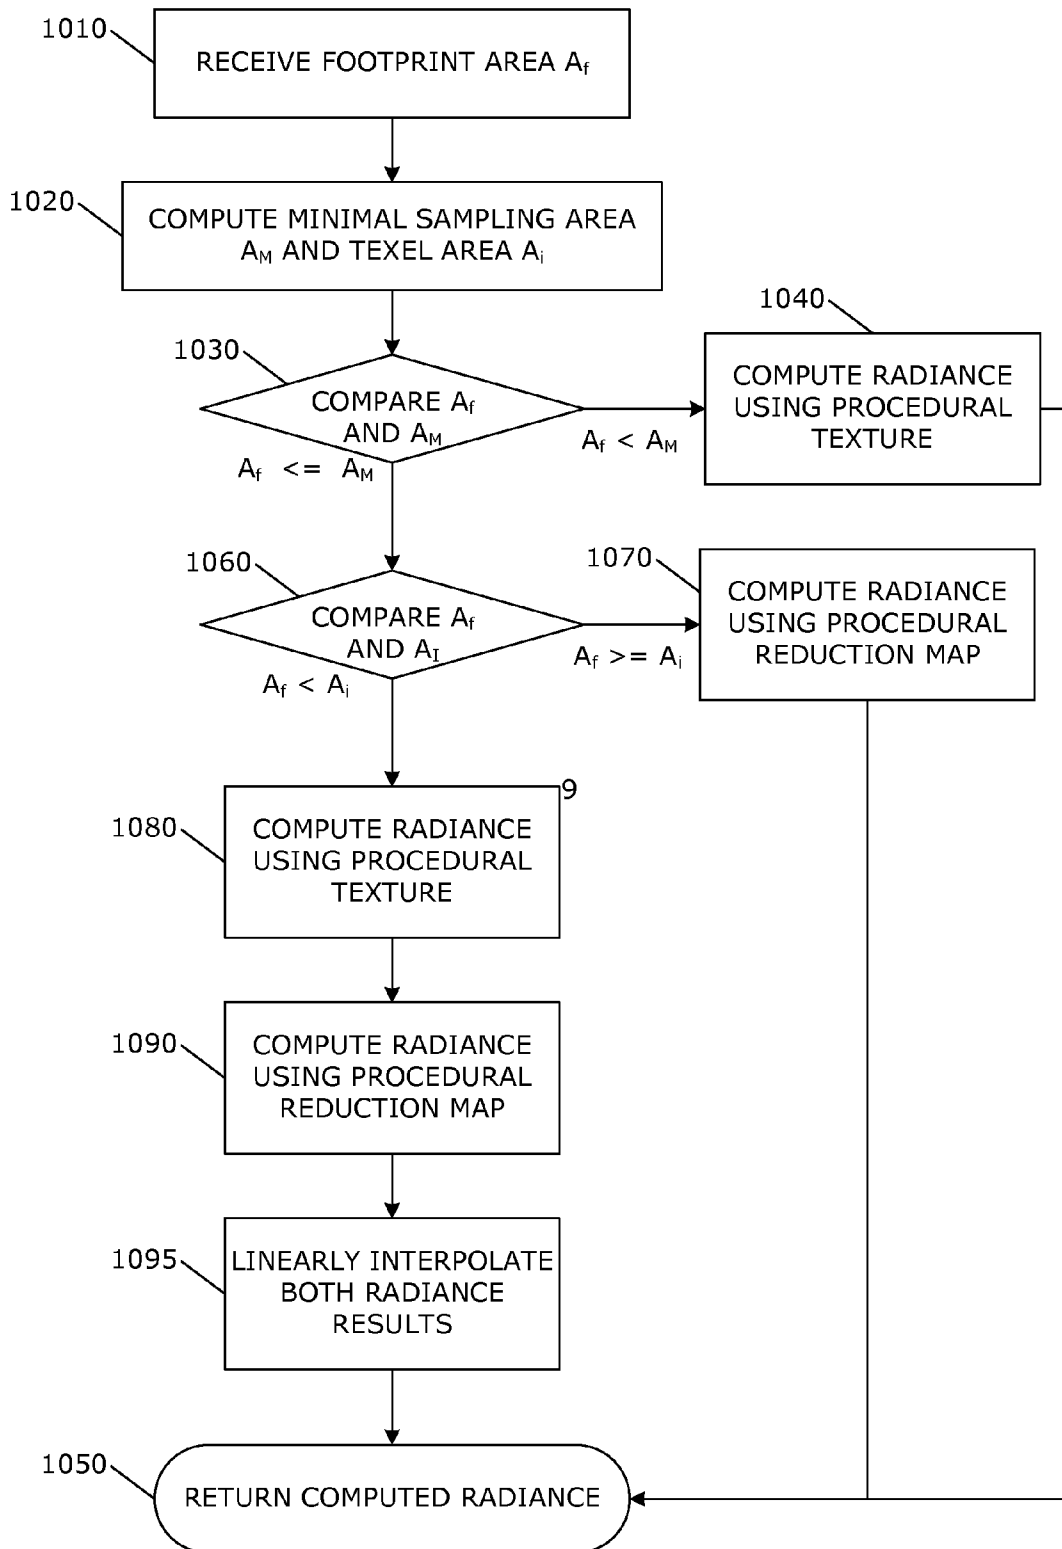 1010
RECEIVE FOOTPRINT AREA Af
1020
COMPUTE MINIMAL SAMPLING AREA
AM AND TEXEL AREA Ai
1030
COMPARE Af
AND AM
Af < AM
Af <= AM
1040
COMPUTE RADIANCE
USING PROCEDURAL
TEXTURE
1060
COMPARE Af
AND AI
Af >= Ai
Af < Ai
1070
COMPUTE RADIANCE
USING PROCEDURAL
REDUCTION MAP
9
1080
COMPUTE RADIANCE
USING PROCEDURAL
TEXTURE
1090
COMPUTE RADIANCE
USING PROCEDURAL
REDUCTION MAP
1095
LINEARLY INTERPOLATE
BOTH RADIANCE
RESULTS
1050
RETURN COMPUTED RADIANCE